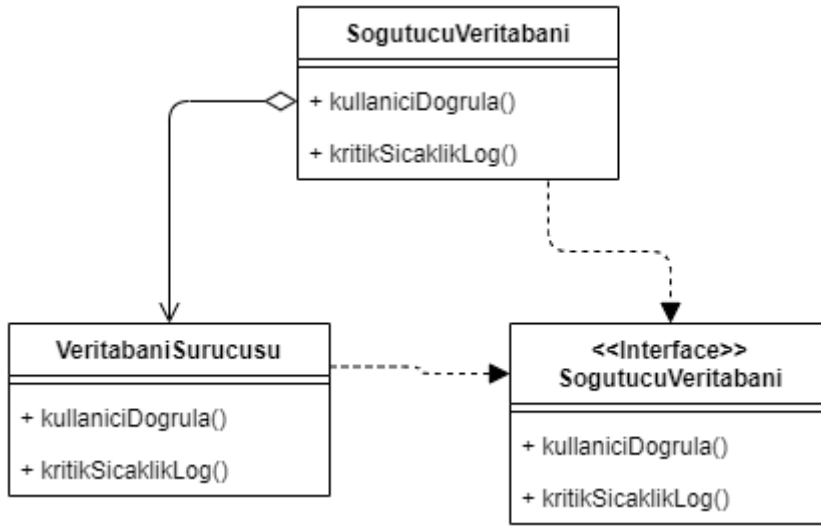 SogutucuVeritabani
+ kullaniciDogrula()
+ kritikSicaklikLog()
VeritabaniSurucusu
+ kullaniciDogrula()
+ kritikSicaklikLog()
<<Interface>>
SogutucuVeritabani
+ kullaniciDogrula()
+ kritikSicaklikLog()